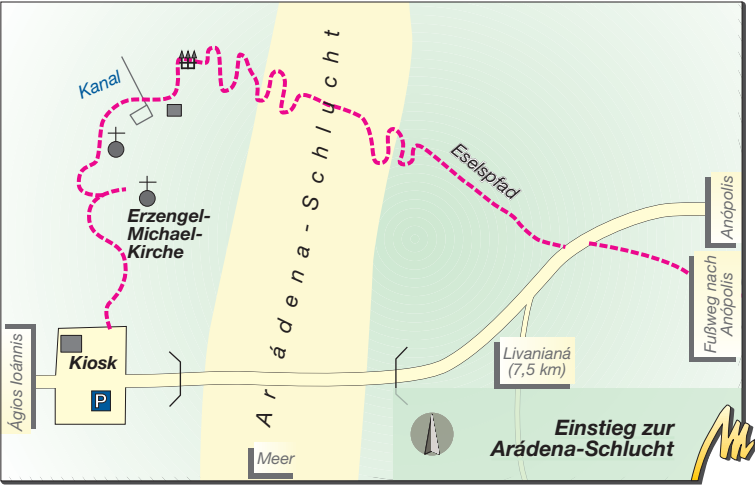 Kanal
Arádena-Schlucht
Eselspfad
Erzengel-
Michael-
Kirche
Anópolis
Fußweg nach
Anópolis
Ágios Ioánnis
Kiosk
P
Livanianá
(7,5 km)
Meer
Einstieg zur
Arádena-Schlucht